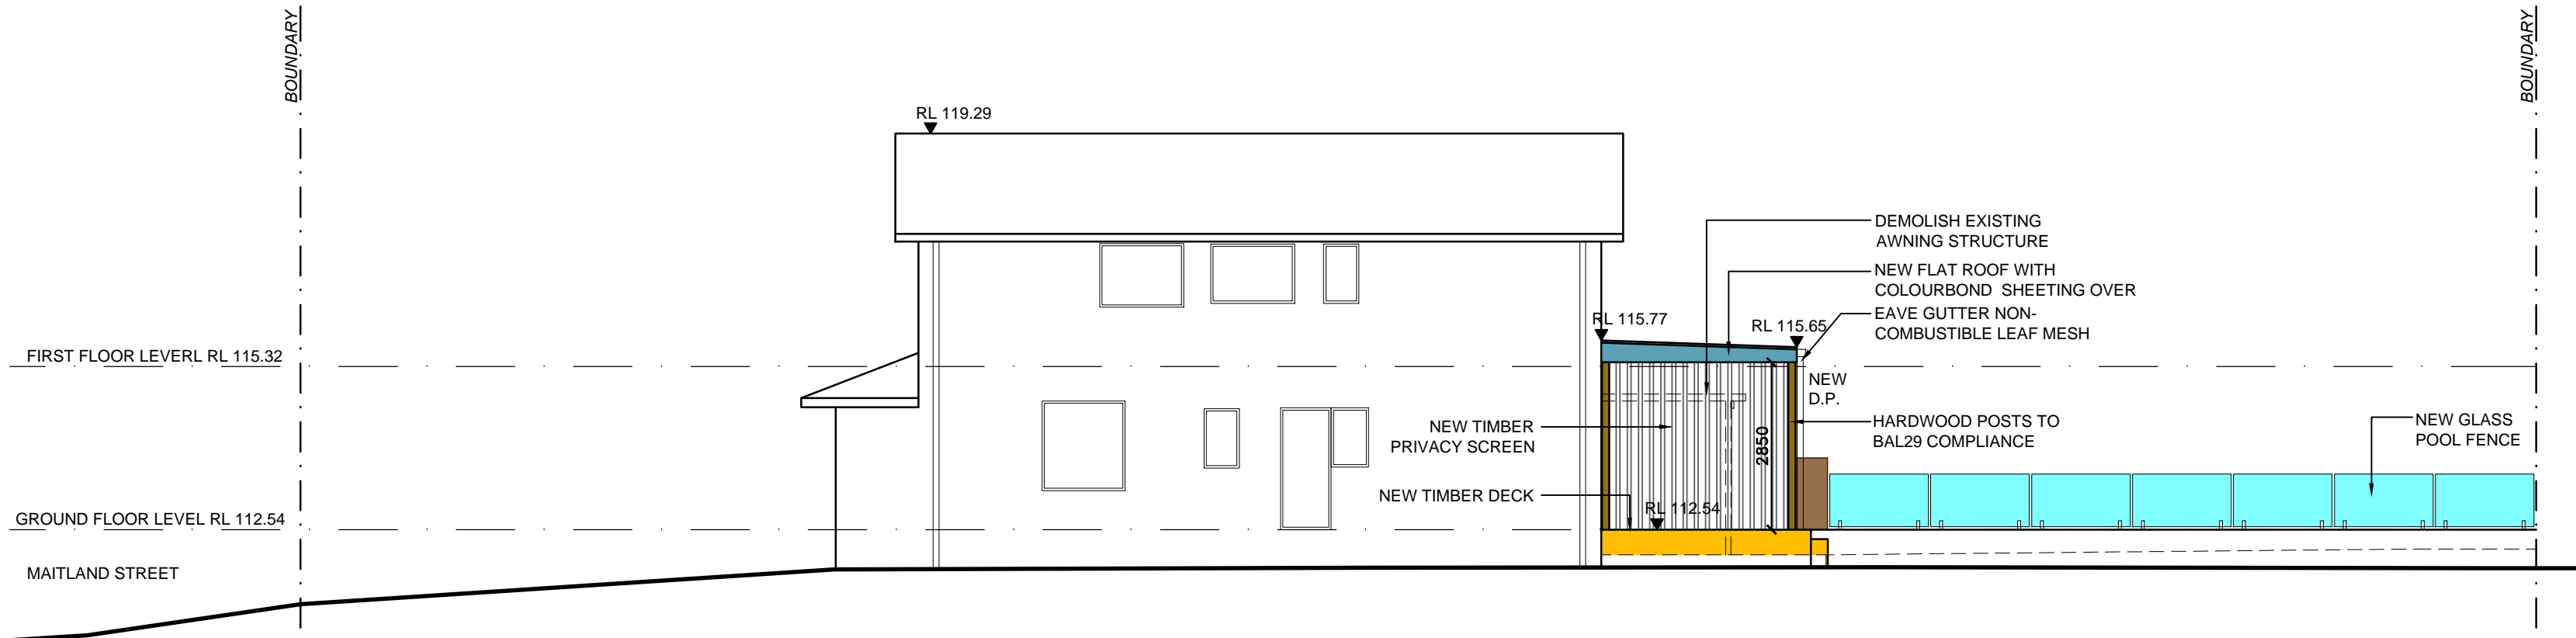 BOUNDARY
BOUNDARY
RL 119.29
DEMOLISH EXISTING
AWNING STRUCTURE
NEW FLAT ROOF WITH
COLOURBOND SHEETING OVER
EAVE GUTTER NON-
COMBUSTIBLE LEAF MESH
RL 115.77
RL 115.65
FIRST FLOOR LEVERL RL 115.32
NEW
D.P.
HARDWOOD POSTS TO
BAL29 COMPLIANCE
NEW GLASS
POOL FENCE
NEW TIMBER
PRIVACY SCREEN
2850
NEW TIMBER DECK
RL 112.54
GROUND FLOOR LEVEL RL 112.54
MAITLAND STREET